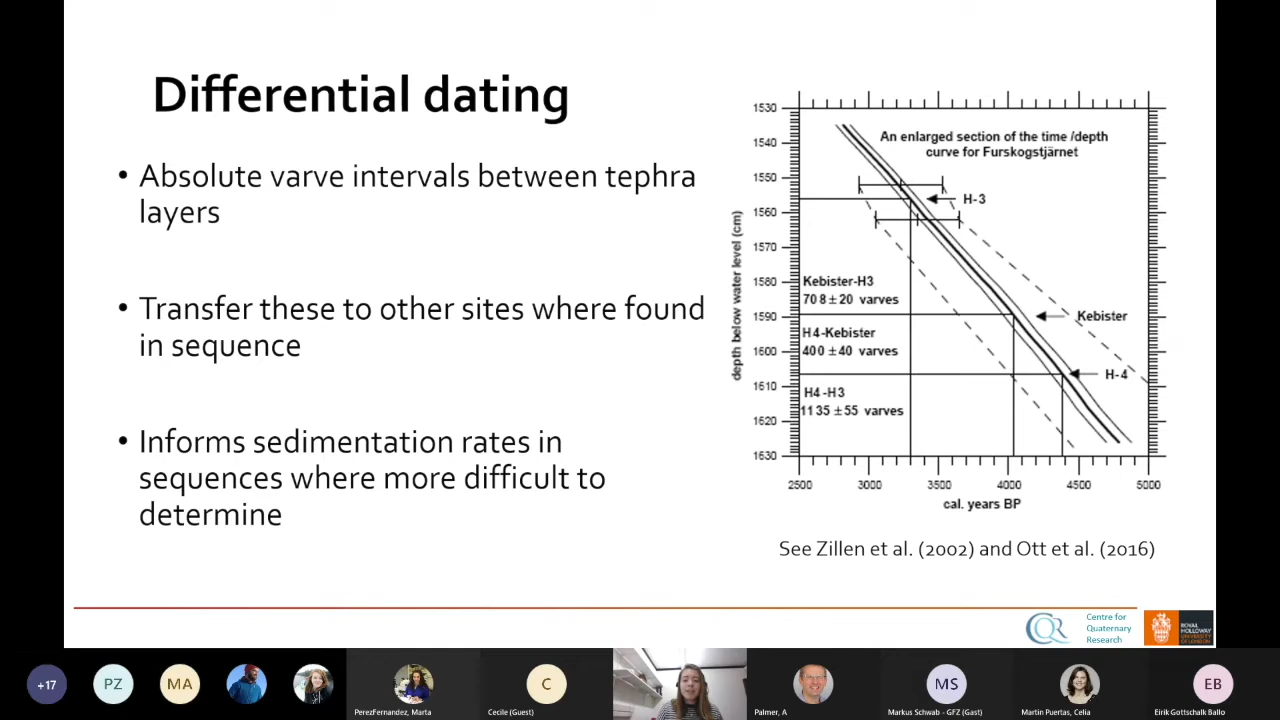 Differential dating
• Absolute varve intervals between tephra
layers
• Transfer these to other sites where found
in sequence
• Informs sedimentation rates in
sequences where more difficult to
determine
An enlarged section of the time /depth
curve for Furskogstjärnet
depth below water level (cm)
1530
1540
1550
1560
1570
1580
1590
1600
1610
1620
1630
H-3
Kebister
H-4
Kebister-H3
708±20 varves
H4-Kebister
400±40 varves
H4-H3
1135±55 varves
2500 3000 3500 4000 4500 5000
cal. years BP
See Zillen et al. (2002) and Ott et al. (2016)
CQR
Centre for
Quaternary
Research
ROYAL
HOLLOWAY
UNIVERSITY
OF LONDON
+17
PZ
MA
PerezFernandez, Marta
C
Cecile (Guest)
Palmer, A
MS
Markus Schwab - GFZ (Gast)
Martin Puertas, Celia
EB
Eirik Gottschalk Ballo